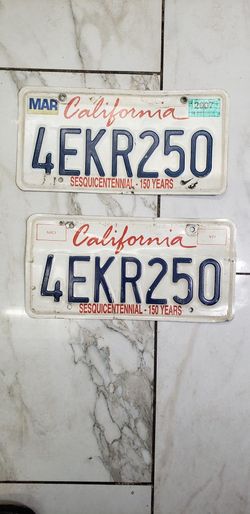 MAR California 2007
4EKR250
SESQUICENTENNIAL - 150 YEARS
California
4EKR250
SESQUICENTENNIAL - 150 YEARS